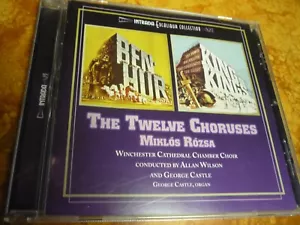 INTRADA EXCALIBUR COLLECTION
BEN
HUR
KING
KINGS
THE TWELVE CHORUSES
MIKLÓS RÓZSA
WINCHESTER CATHEDRAL CHAMBER CHOIR
CONDUCTED BY ALLAN WILSON
AND GEORGE CASTLE
GEORGE CASTLE, ORGAN
INTRADA